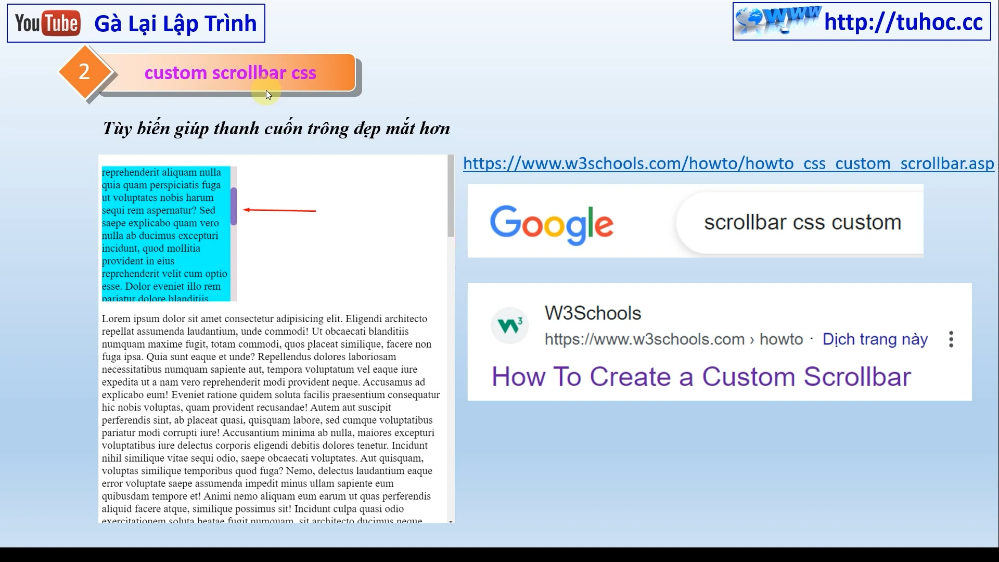 YouTube Gà Lại Lập Trình
http://tuhoc.cc
2 custom scrollbar css
Tùy biến giúp thanh cuốn trông đẹp mắt hơn
reprehenderit aliquam nulla
quia quam perspiciatis fuga
ut voluptates nobis harum
sequi rem aspernatur? Sed
saepe explicabo quam vero
nulla ab ducimus excepturi
incidunt, quod mollitia
provident in eius
reprehenderit velit cum optio
esse. Dolor eveniet illo rem
pariatur dolore blanditiis
Lorem ipsum dolor sit amet consectetur adipisicing elit. Eligendi architecto
repellat assumenda laudantium, unde commodi! Ut obcaecati blanditiis
numquam maxime fugit, totam commodi, quos placeat similique, facere non
fuga ipsa. Quia sunt eaque et unde? Repellendus dolores laboriosam
necessitatibus numquam sapiente aut, tempora voluptatum vel eaque iure
expedita ut a nam vero reprehenderit modi provident neque. Accusamus ad
explicabo eum! Eveniet ratione quidem soluta facilis praesentium consequatur
hic nobis voluptas, quam provident recusandae! Autem aut suscipit
perferendis sint, ab placeat quasi, quisquam labore, sed cumque voluptatibus
pariatur modi corrupti iure! Accusantium minima ab nulla, maiores excepturi
voluptatibus iure delectus corporis eligendi debitis dolores tenetur. Incidunt
nihil similique vitae sequi odio, saepe obcaecati voluptates. Aut quisquam,
voluptas similique temporibus quod fuga? Nemo, delectus laudantium eaque
error voluptate saepe assumenda impedit minus ullam sapiente eum
quibusdam tempore et! Animi nemo aliquam eum earum ut quas perferendis
aliquid facere atque, similique possimus sit! Incidunt culpa quasi odio
exercitationem soluta beatae fugit numquam, sit architecto ducimus neque
https://www.w3schools.com/howto/howto_css_custom_scrollbar.asp
Google scrollbar css custom
W3Schools
https://www.w3schools.com › howto · Dịch trang này
How To Create a Custom Scrollbar